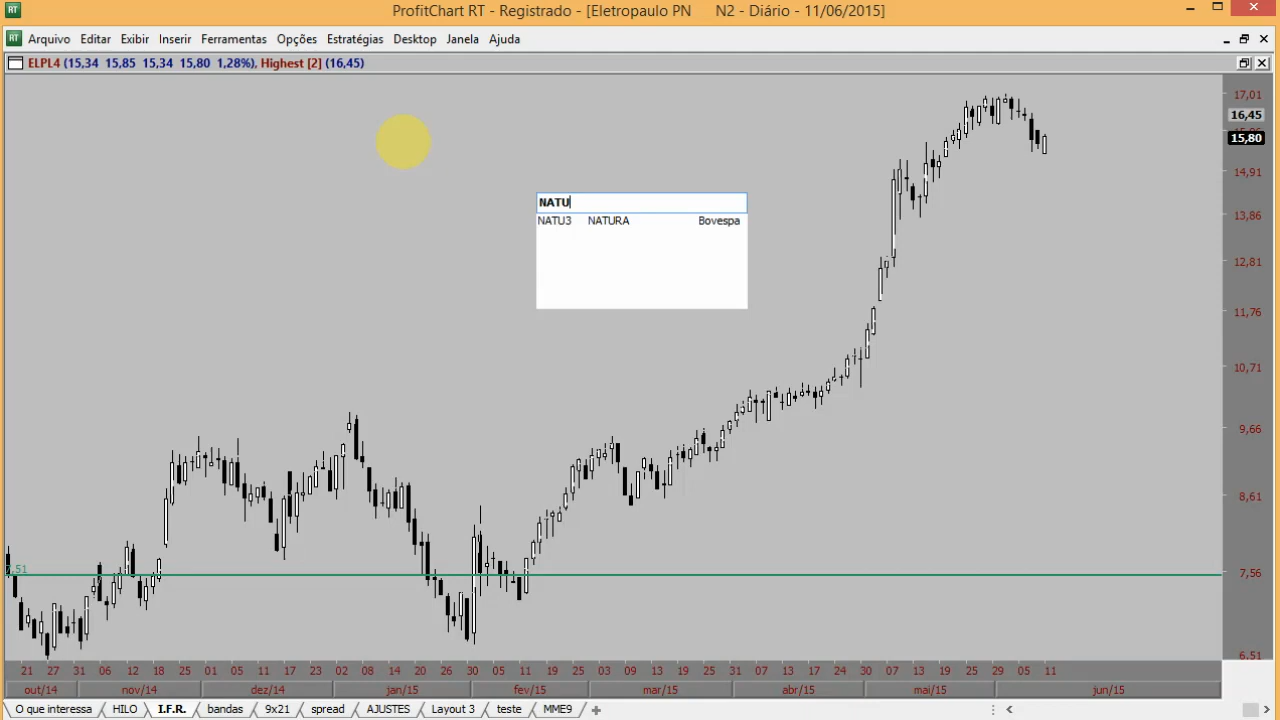 RT ProfitChart RT - Registrado - [Eletropaulo PN N2 - Diário - 11/06/2015]
RT Arquivo Editar Exibir Inserir Ferramentas Opções Estratégias Desktop Janela Ajuda
ELPL4 (15,34 15,85 15,34 15,80 1,28%), Highest [2] (16,45)
17,01
16,45
15,80
14,91
NATU
13,86
NATU3 NATURA Bovespa
12,81
11,76
10,71
9,66
8,61
7,51
7,56
6,51
21 27 31 06 12 18 25 01 05 11 17 23 02 08 14 20 26 30 05 11 19 25 03 09 13 19 25 31 07 13 17 24 30 07 13 19 25 29 05 11
out/14 nov/14 dez/14 jan/15 fev/15 mar/15 abr/15 mai/15 jun/15
O que interessa HILO I.F.R. bandas 9x21 spread AJUSTES Layout 3 teste MME9